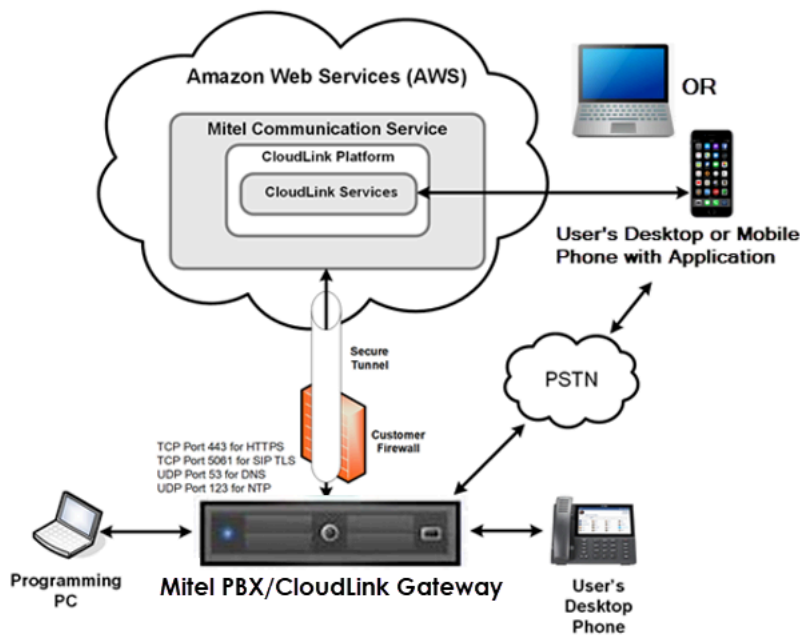 Amazon Web Services (AWS)
Mitel Communication Service
CloudLink Platform
CloudLink Services
OR
User's Desktop or Mobile
Phone with Application
Secure
Tunnel
PSTN
Customer
Firewall
TCP Port 443 for HTTPS
TCP Port 5061 for SIP TLS
UDP Port 53 for DNS
UDP Port 123 for NTP
Programming
PC
Mitel PBX/CloudLink Gateway
User's
Desktop
Phone